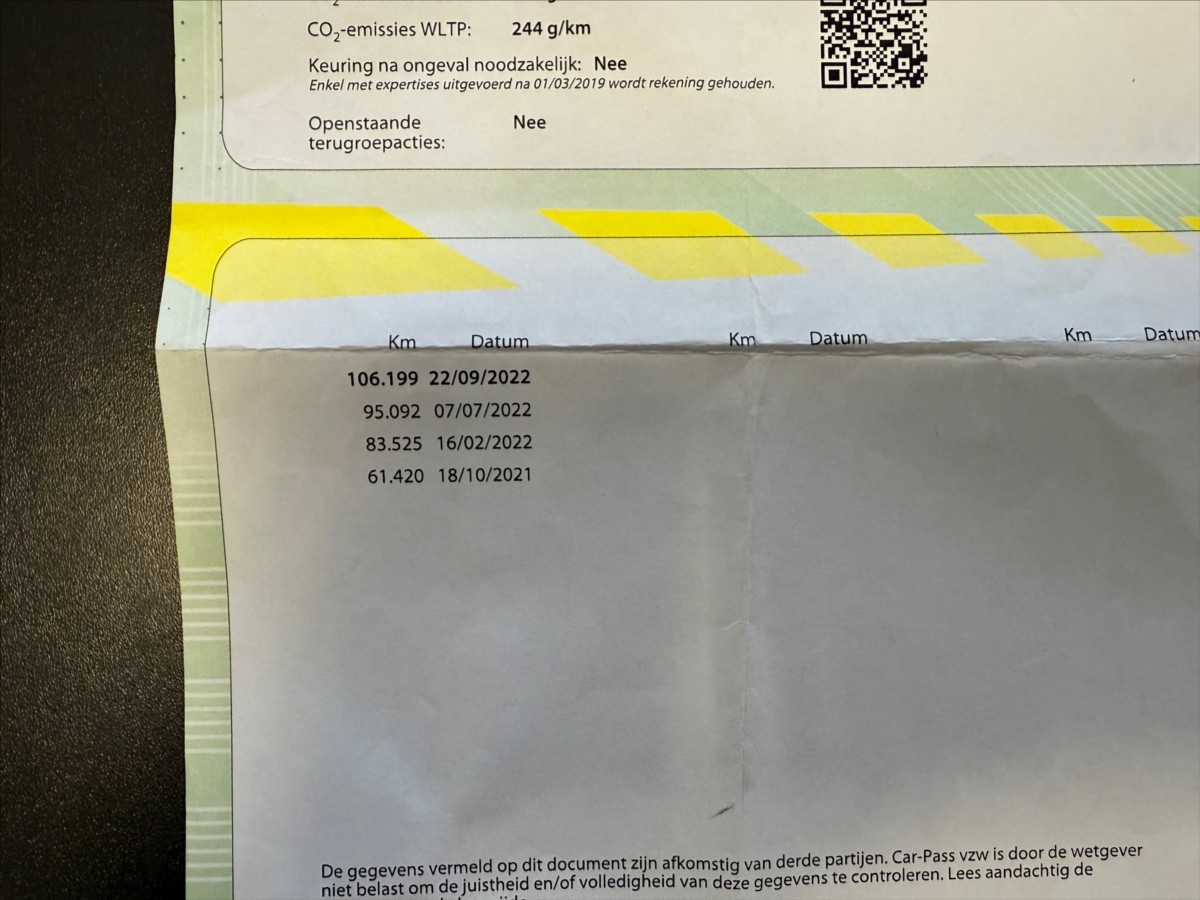 CO₂-emissies WLTP: 244 g/km
Keuring na ongeval noodzakelijk: Nee
Enkel met expertises uitgevoerd na 01/03/2019 wordt rekening gehouden.
Openstaande Nee
terugroepacties:
Km Datum Km Datum Km Datum
106.199 22/09/2022
95.092 07/07/2022
83.525 16/02/2022
61.420 18/10/2021
De gegevens vermeld op dit document zijn afkomstig van derde partijen. Car-Pass vzw is door de wetgever
niet belast om de juistheid en/of volledigheid van deze gegevens te controleren. Lees aandachtig de